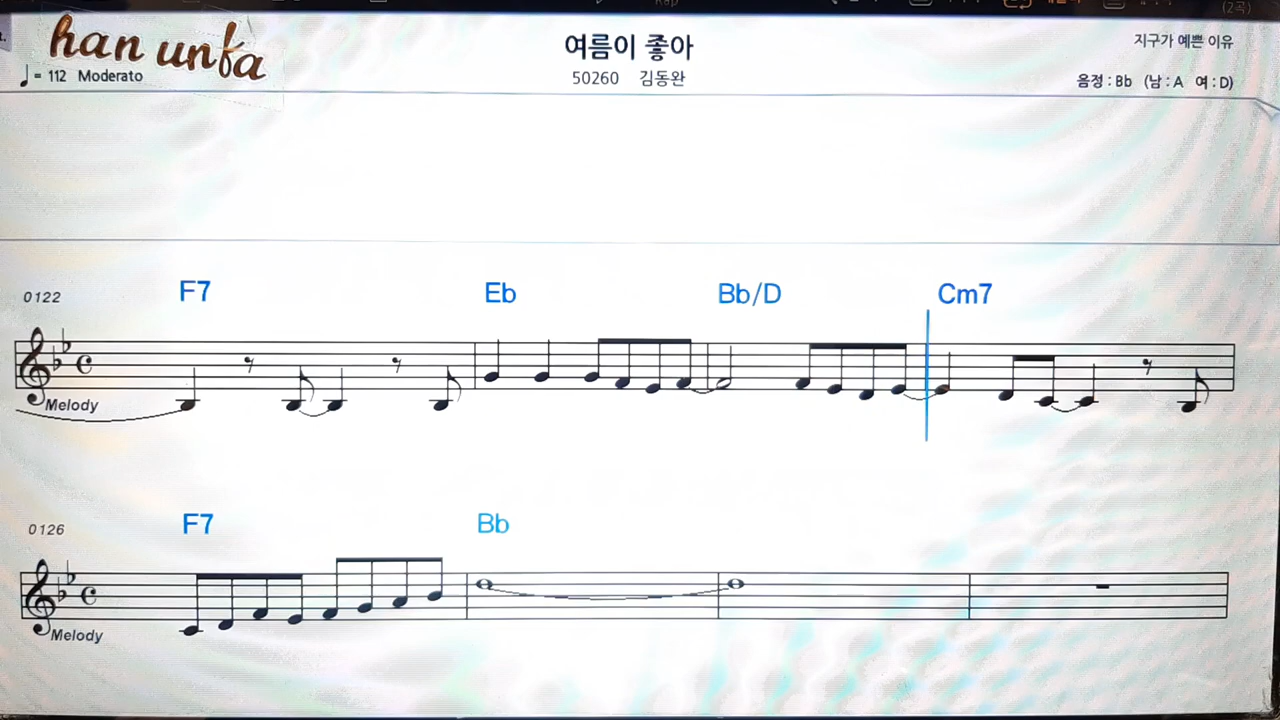 han unfa
♩= 112 Moderato
여름이 좋아
50260 김동완
지구가 예쁜 이유
음정 : Bb (남 : A 여 : D)
0122 F7 Eb Bb/D Cm7
Melody
0126 F7 Bb
Melody